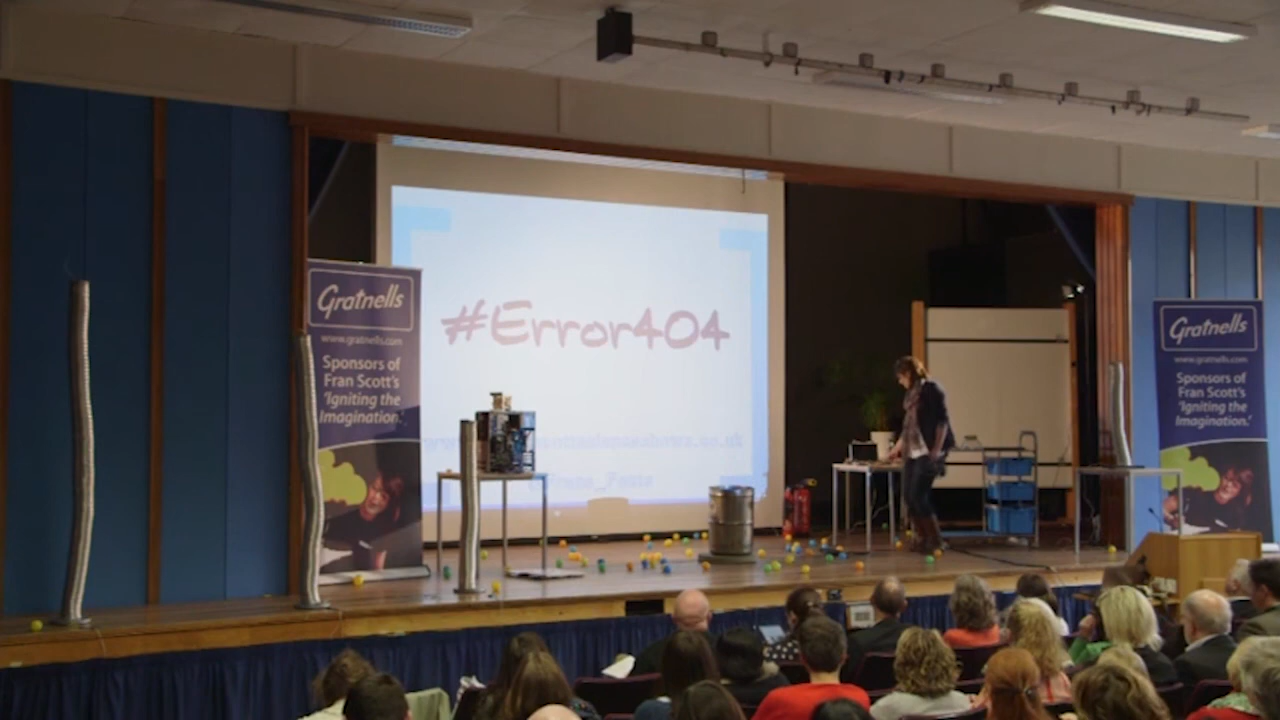 #Error404
Gratnells
www.gratnells.com
Sponsors of
Fran Scott's
'Igniting the
Imagination.'
Gratnells
www.gratnells.com
Sponsors of
Fran Scott's
'Igniting the
Imagination.'